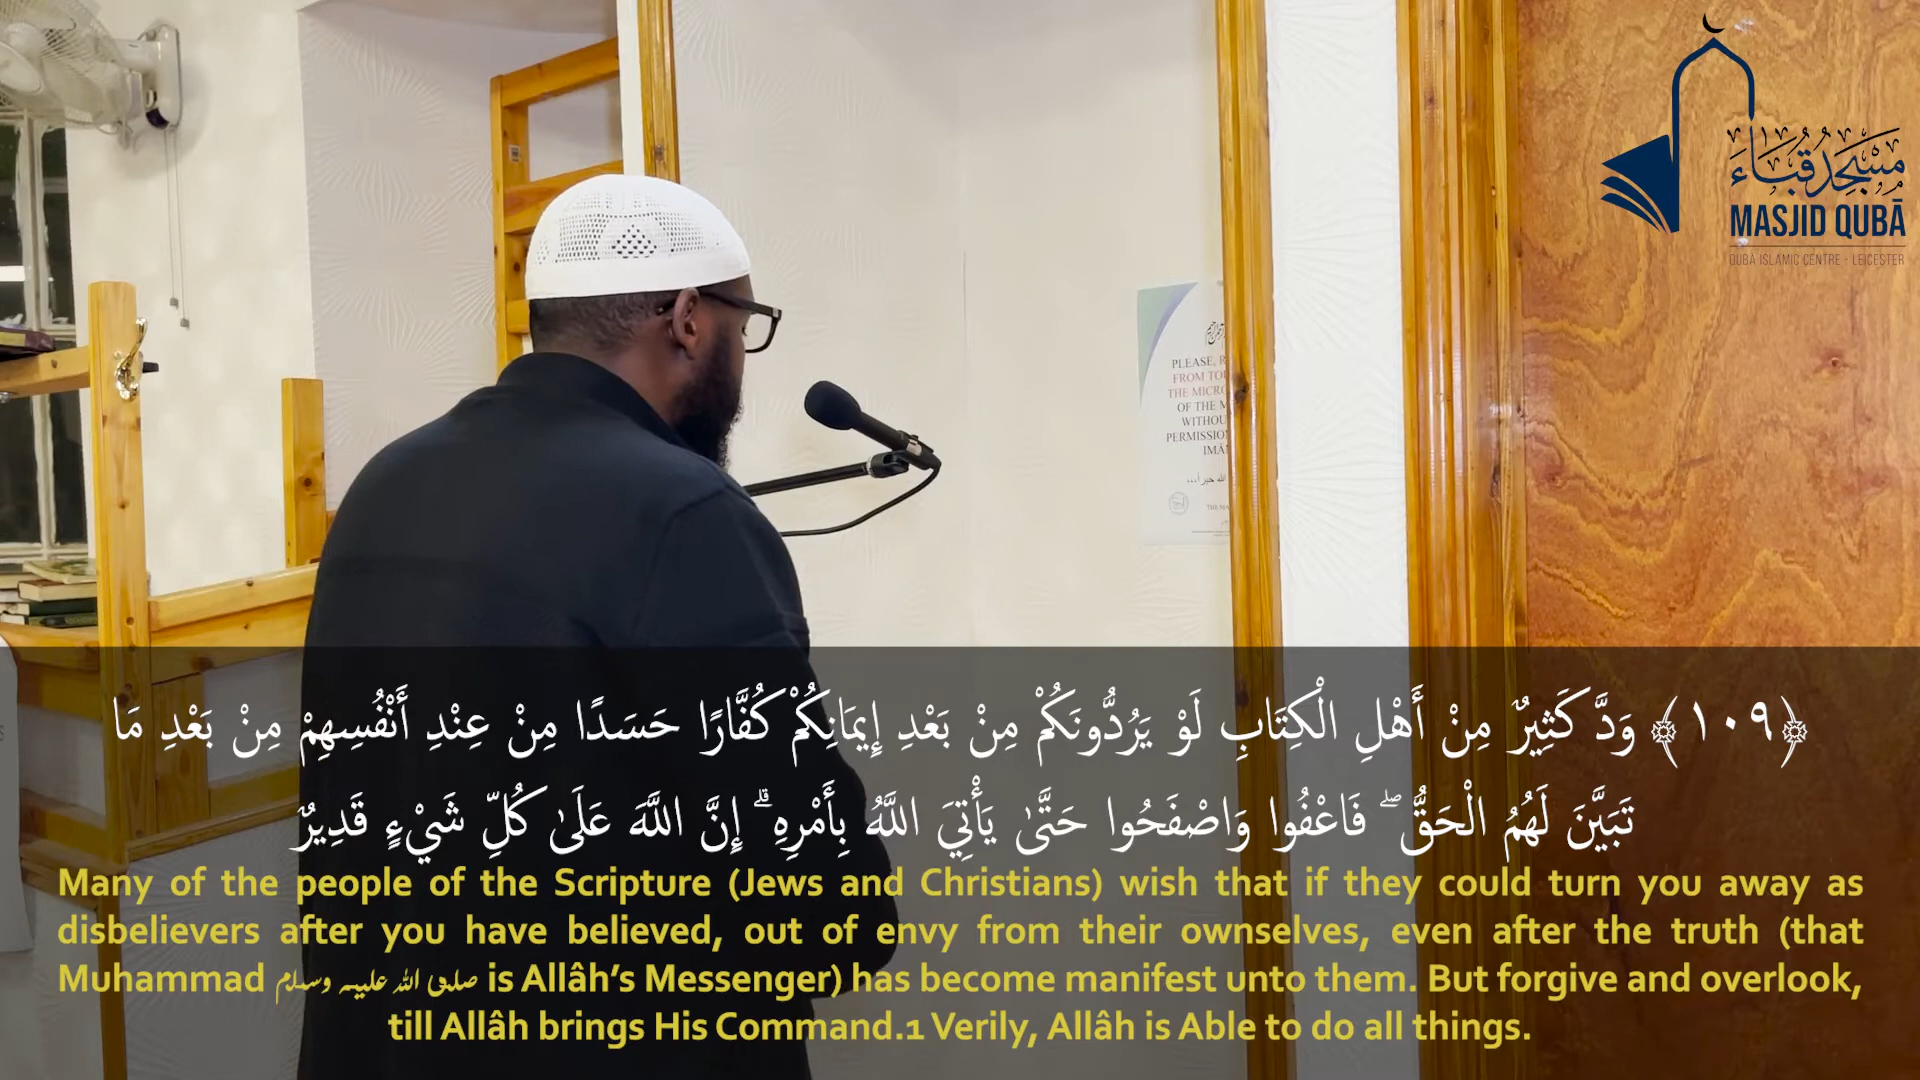 مَسْجِدُ قُبَاءَ
MASJID QUBĀ
QUBĀ ISLAMIC CENTRE - LEICESTER
PLEASE, R
FROM TO
THE MICRO
OF THE M
WITHOU
PERMISSIO
IMĀ
﴿١٠٩﴾ وَدَّ كَثِيرٌ مِنْ أَهْلِ الْكِتَابِ لَوْ يَرُدُّونَكُمْ مِنْ بَعْدِ إِيمَانِكُمْ كُفَّارًا حَسَدًا مِنْ عِنْدِ أَنْفُسِهِمْ مِنْ بَعْدِ مَا
تَبَيَّنَ لَهُمُ الْحَقُّ ۖ فَاعْفُوا وَاصْفَحُوا حَتَّىٰ يَأْتِيَ اللَّهُ بِأَمْرِهِ ۗ إِنَّ اللَّهَ عَلَىٰ كُلِّ شَيْءٍ قَدِيرٌ
Many of the people of the Scripture (Jews and Christians) wish that if they could turn you away as
disbelievers after you have believed, out of envy from their ownselves, even after the truth (that
Muhammad صلى الله عليه وسلم is Allâh’s Messenger) has become manifest unto them. But forgive and overlook,
till Allâh brings His Command.1 Verily, Allâh is Able to do all things.